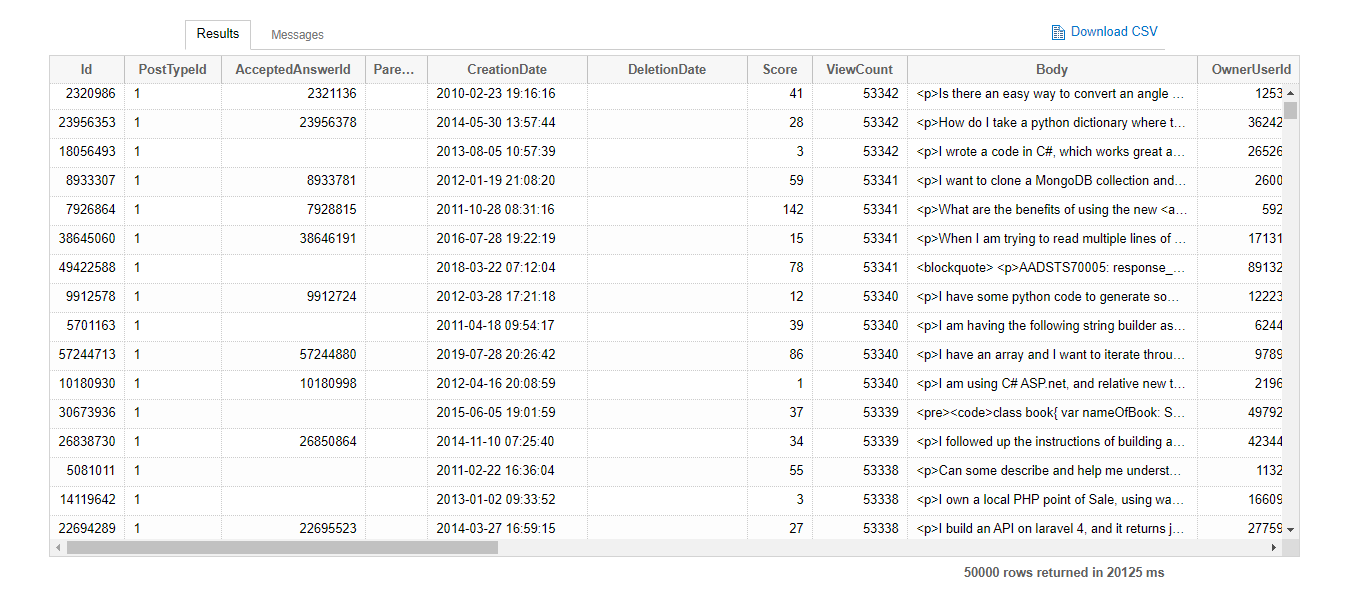 Results Messages Download CSV
Id PostTypeId AcceptedAnswerId Pare... CreationDate DeletionDate Score ViewCount Body OwnerUserId
2320986 1 2321136 2010-02-23 19:16:16 41 53342 <p>Is there an easy way to convert an angle ... 1253
23956353 1 23956378 2014-05-30 13:57:44 28 53342 <p>How do I take a python dictionary where t... 36242
18056493 1 2013-08-05 10:57:39 3 53342 <p>I wrote a code in C#, which works great a... 26526
8933307 1 8933781 2012-01-19 21:08:20 59 53341 <p>I want to clone a MongoDB collection and... 2600
7926864 1 7928815 2011-10-28 08:31:16 142 53341 <p>What are the benefits of using the new <a... 592
38645060 1 38646191 2016-07-28 19:22:19 15 53341 <p>When I am trying to read multiple lines of ... 17131
49422588 1 2018-03-22 07:12:04 78 53341 <blockquote> <p>AADSTS70005: response_... 89132
9912578 1 9912724 2012-03-28 17:21:18 12 53340 <p>I have some python code to generate so... 12223
5701163 1 2011-04-18 09:54:17 39 53340 <p>I am having the following string builder as... 6244
57244713 1 57244880 2019-07-28 20:26:42 86 53340 <p>I have an array and I want to iterate throu... 9789
10180930 1 10180998 2012-04-16 20:08:59 1 53340 <p>I am using C# ASP.net, and relative new t... 2196
30673936 1 2015-06-05 19:01:59 37 53339 <pre><code>class book{ var nameOfBook: S... 49792
26838730 1 26850864 2014-11-10 07:25:40 34 53339 <p>I followed up the instructions of building a... 42344
5081011 1 2011-02-22 16:36:04 55 53338 <p>Can some describe and help me underst... 1132
14119642 1 2013-01-02 09:33:52 3 53338 <p>I own a local PHP point of Sale, using wa... 16609
22694289 1 22695523 2014-03-27 16:59:15 27 53338 <p>I build an API on laravel 4, and it returns j... 27759
50000 rows returned in 20125 ms